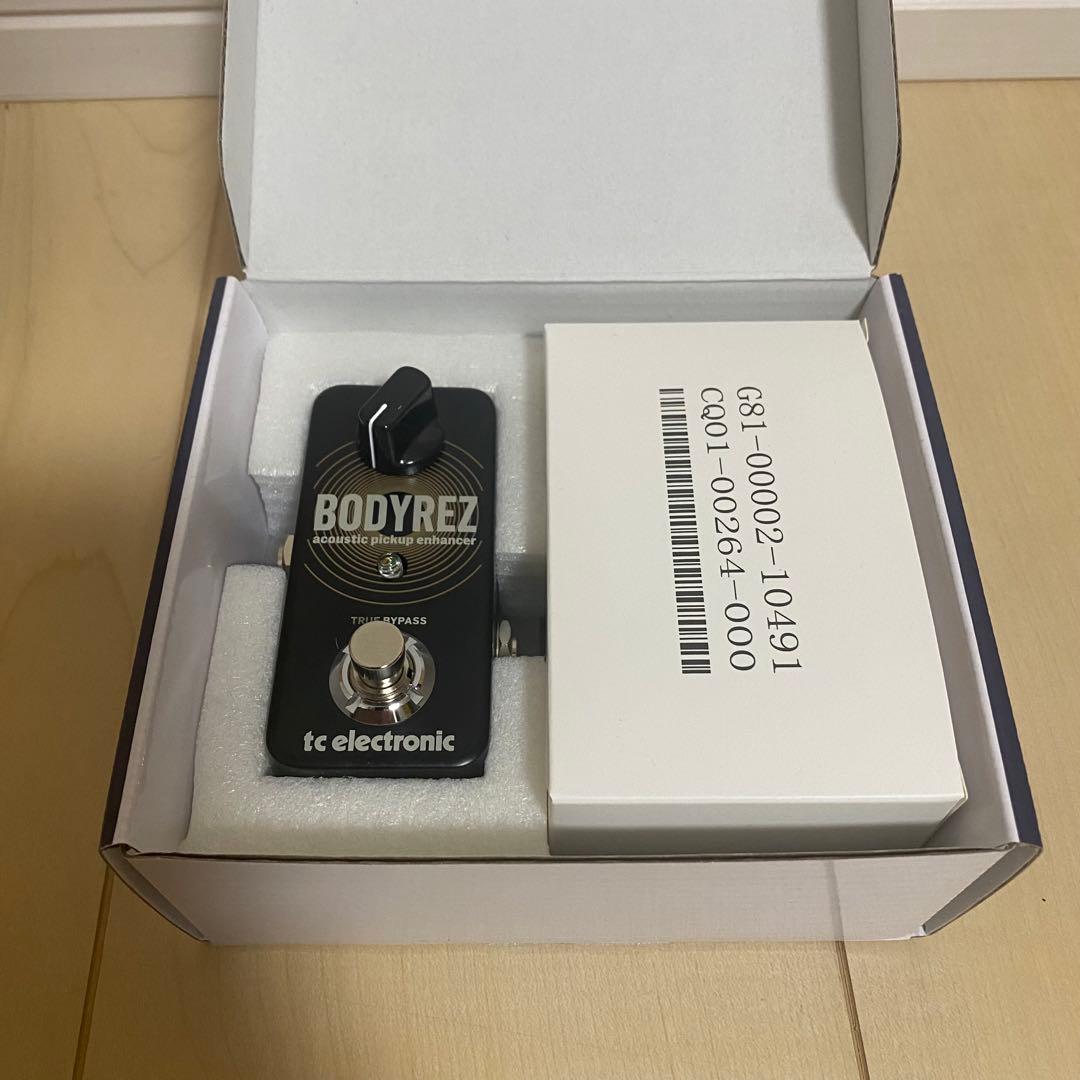 BODYREZ
acoustic pickup enhancer
TRUE BYPASS
tc electronic
G81-00002-10491
CQ01-00264-000